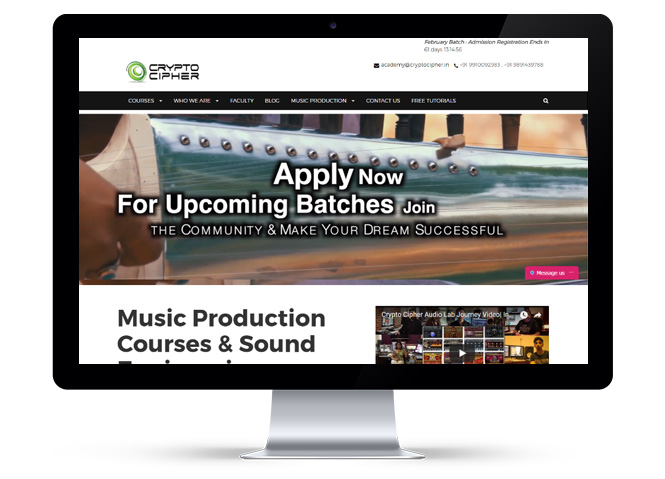 February Batch - Admission Registration Ends in
61 days 13:14:56
CRYPTO
CIPHER
academy@cryptocipher.in
+91 9910092983 , +91 9891439788
COURSES
WHO WE ARE
FACULTY
BLOG
MUSIC PRODUCTION
CONTACT US
FREE TUTORIALS
Apply Now
For Upcoming Batches Join
the Community & Make Your Dream Successful
Message us
Music Production
Courses & Sound
Crypto Cipher Audio Lab Journey Video| In